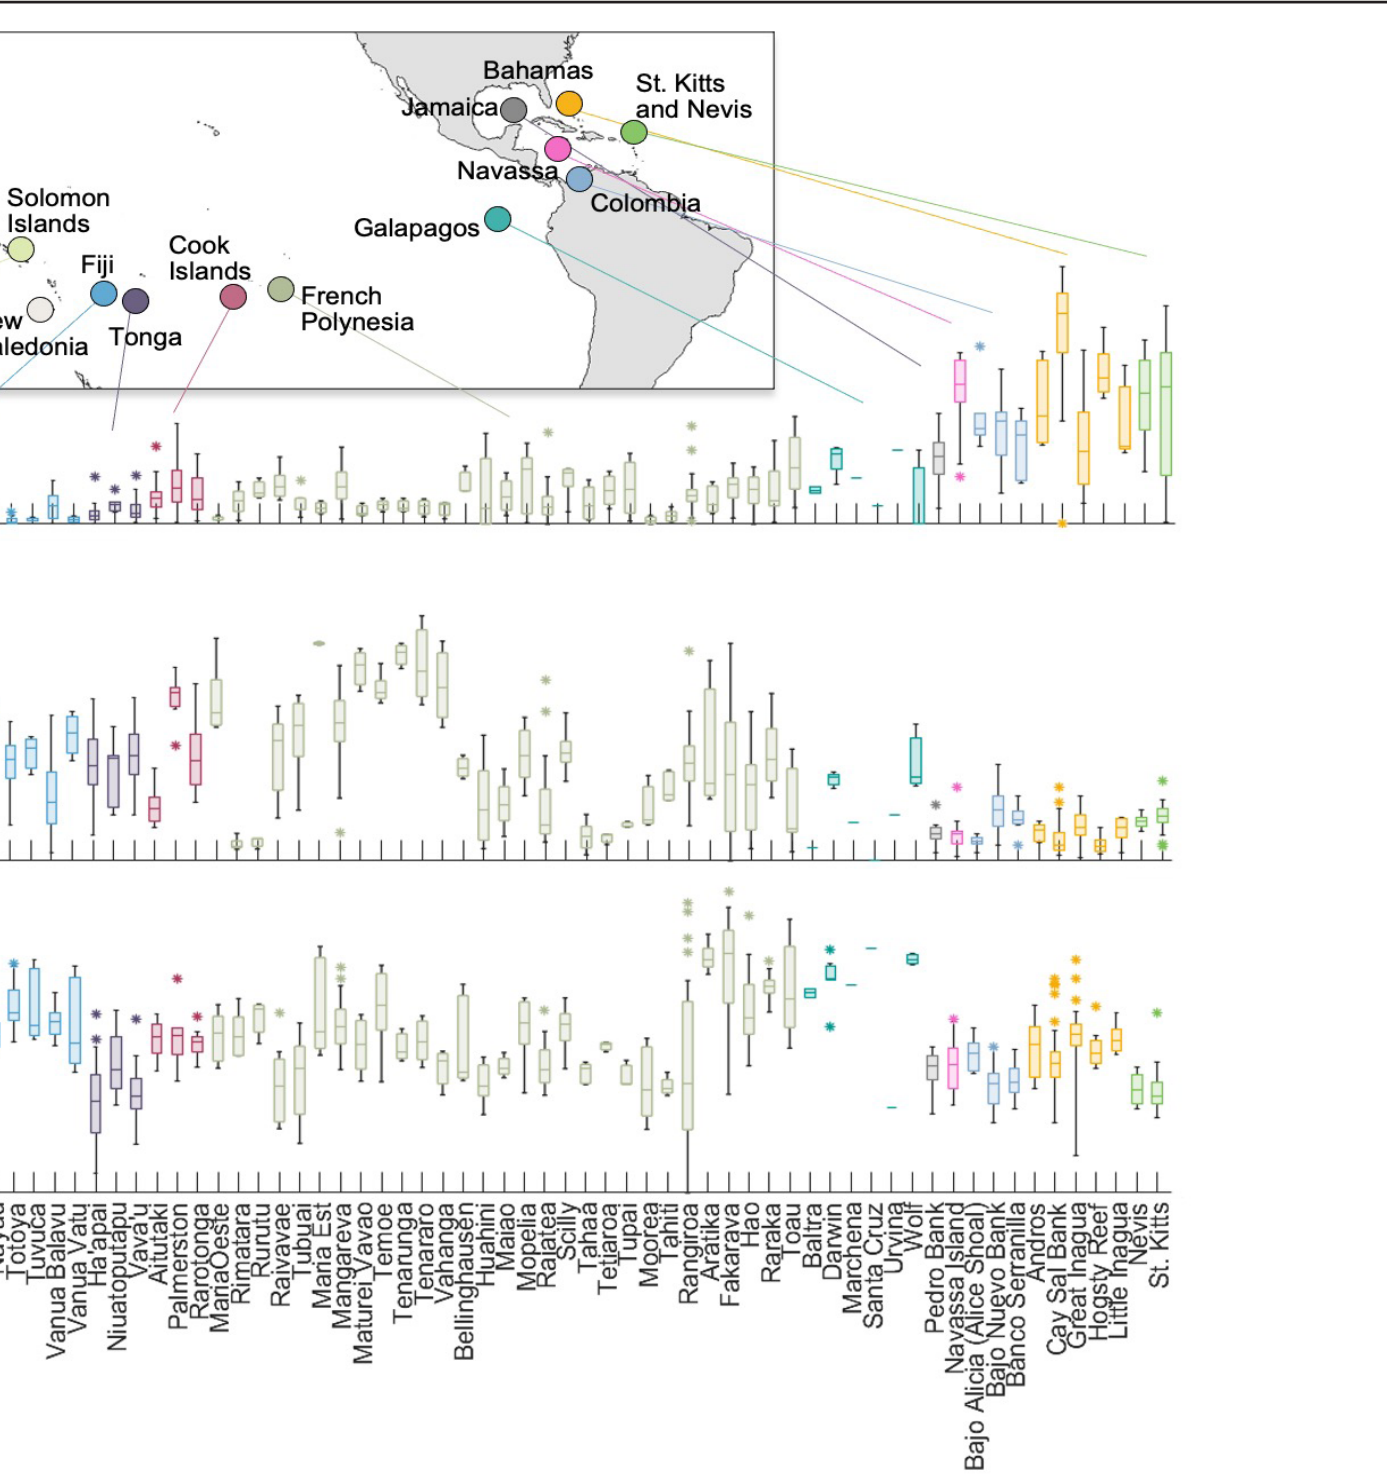 Bahamas
St. Kitts
and Nevis
Jamaica
Navassa
Colombia
Galapagos
Solomon
Islands
Fiji
Cook
Islands
French
Polynesia
Tonga
ew
aledonia
Totoya
Tuvuca
Vanua Balavu
Vanua Vatu
Ha'apai
Niuatoputapu
Vava'u
Aitutaki
Palmerston
Rarotonga
MariaOeste
Rimatara
Rurutu
Raivavae
Tubuai
Maria Est
Mangareva
Maturei_Vavao
Temoe
Tenarunga
Tenararo
Vahanga
Bellinghausen
Huahini
Maiao
Mopelia
Raiatea
Scilly
Tahaa
Tetiaroa
Tupai
Moorea
Tahiti
Rangiroa
Aratika
Fakarava
Hao
Raraka
Toau
Baltra
Darwin
Marchena
Santa Cruz
Urvina
Wolf
Pedro Bank
Navassa Island
Bajo Alicia (Alice Shoal)
Bajo Nuevo Bank
Banco Serranilla
Andros
Cay Sal Bank
Great Inagua
Hogsty Reef
Little Inagua
Nevis
St. Kitts